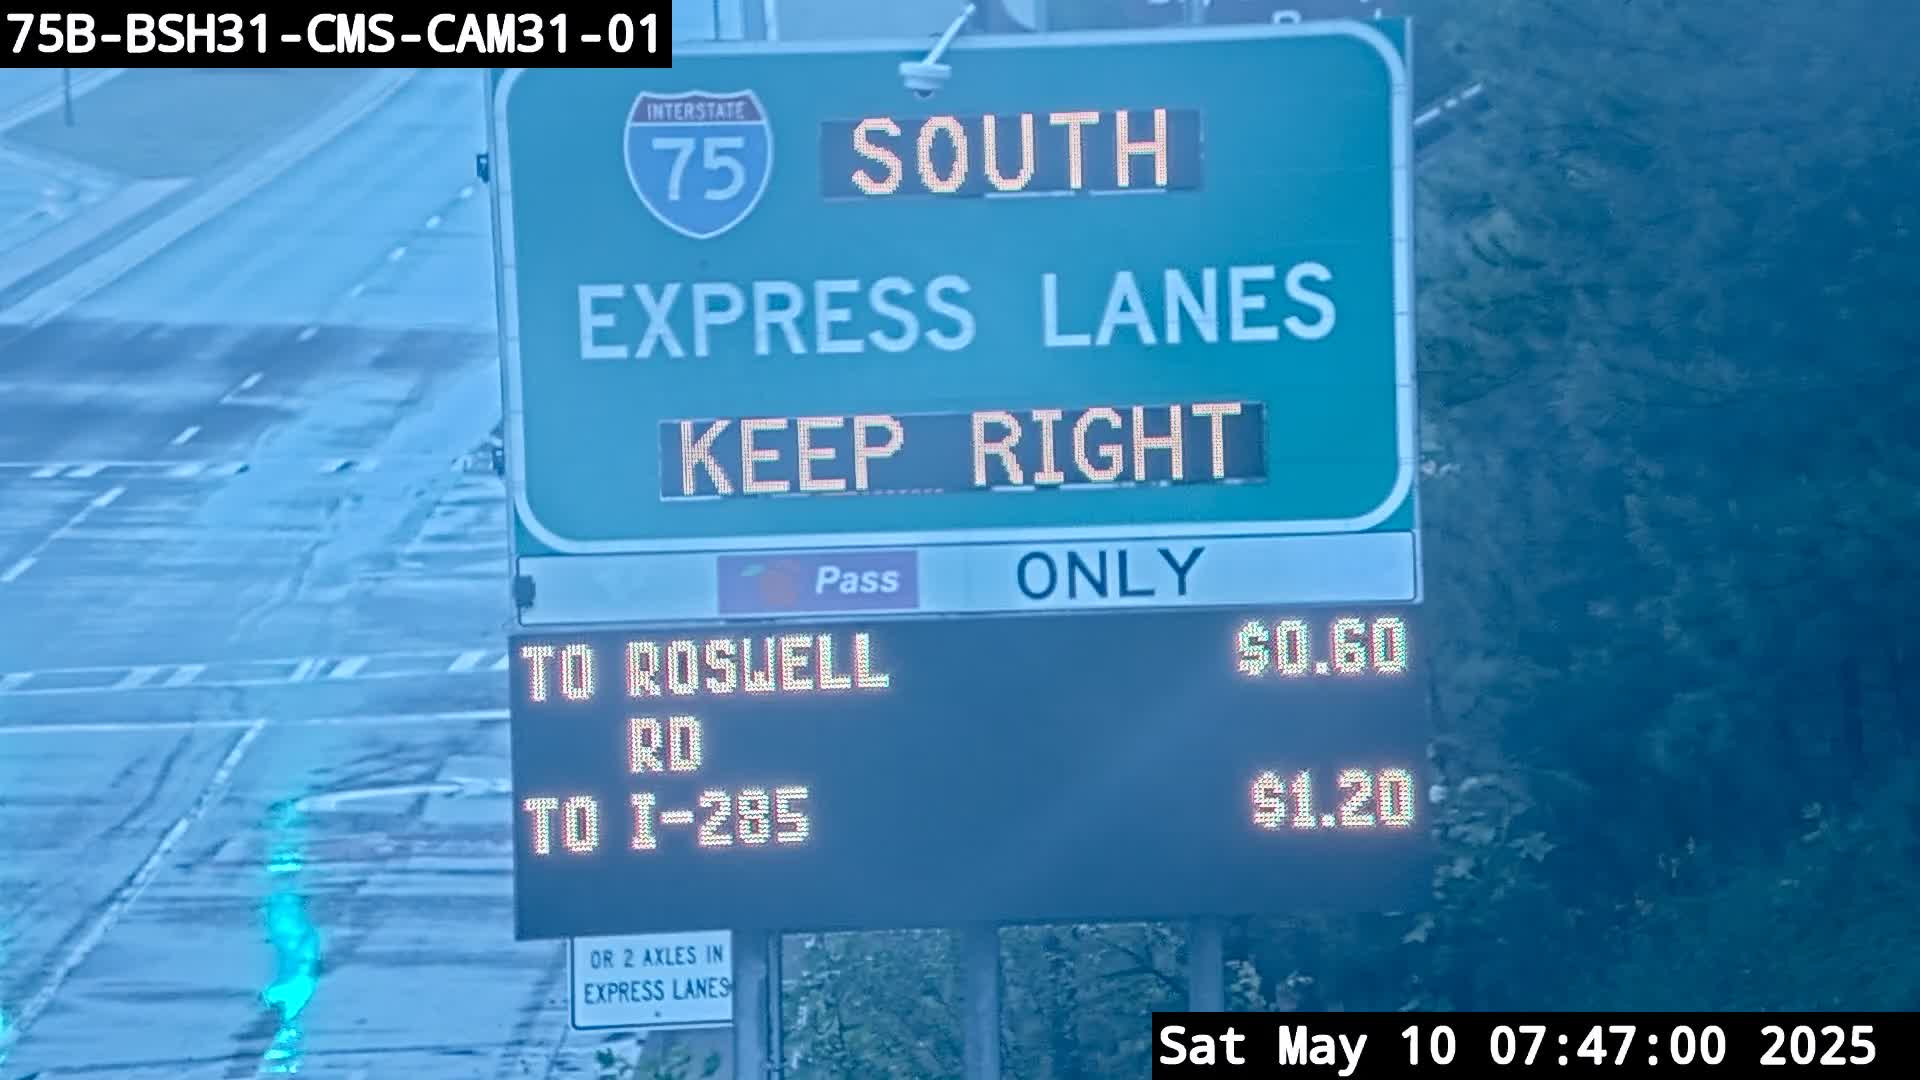 75B-BSH31-CMS-CAM31-01
INTERSTATE
75
SOUTH
EXPRESS LANES
KEEP RIGHT
Pass ONLY
TO ROSWELL $0.60
RD
TO I-285 $1.20
OR 2 AXLES IN
EXPRESS LANES
Sat May 10 07:47:00 2025